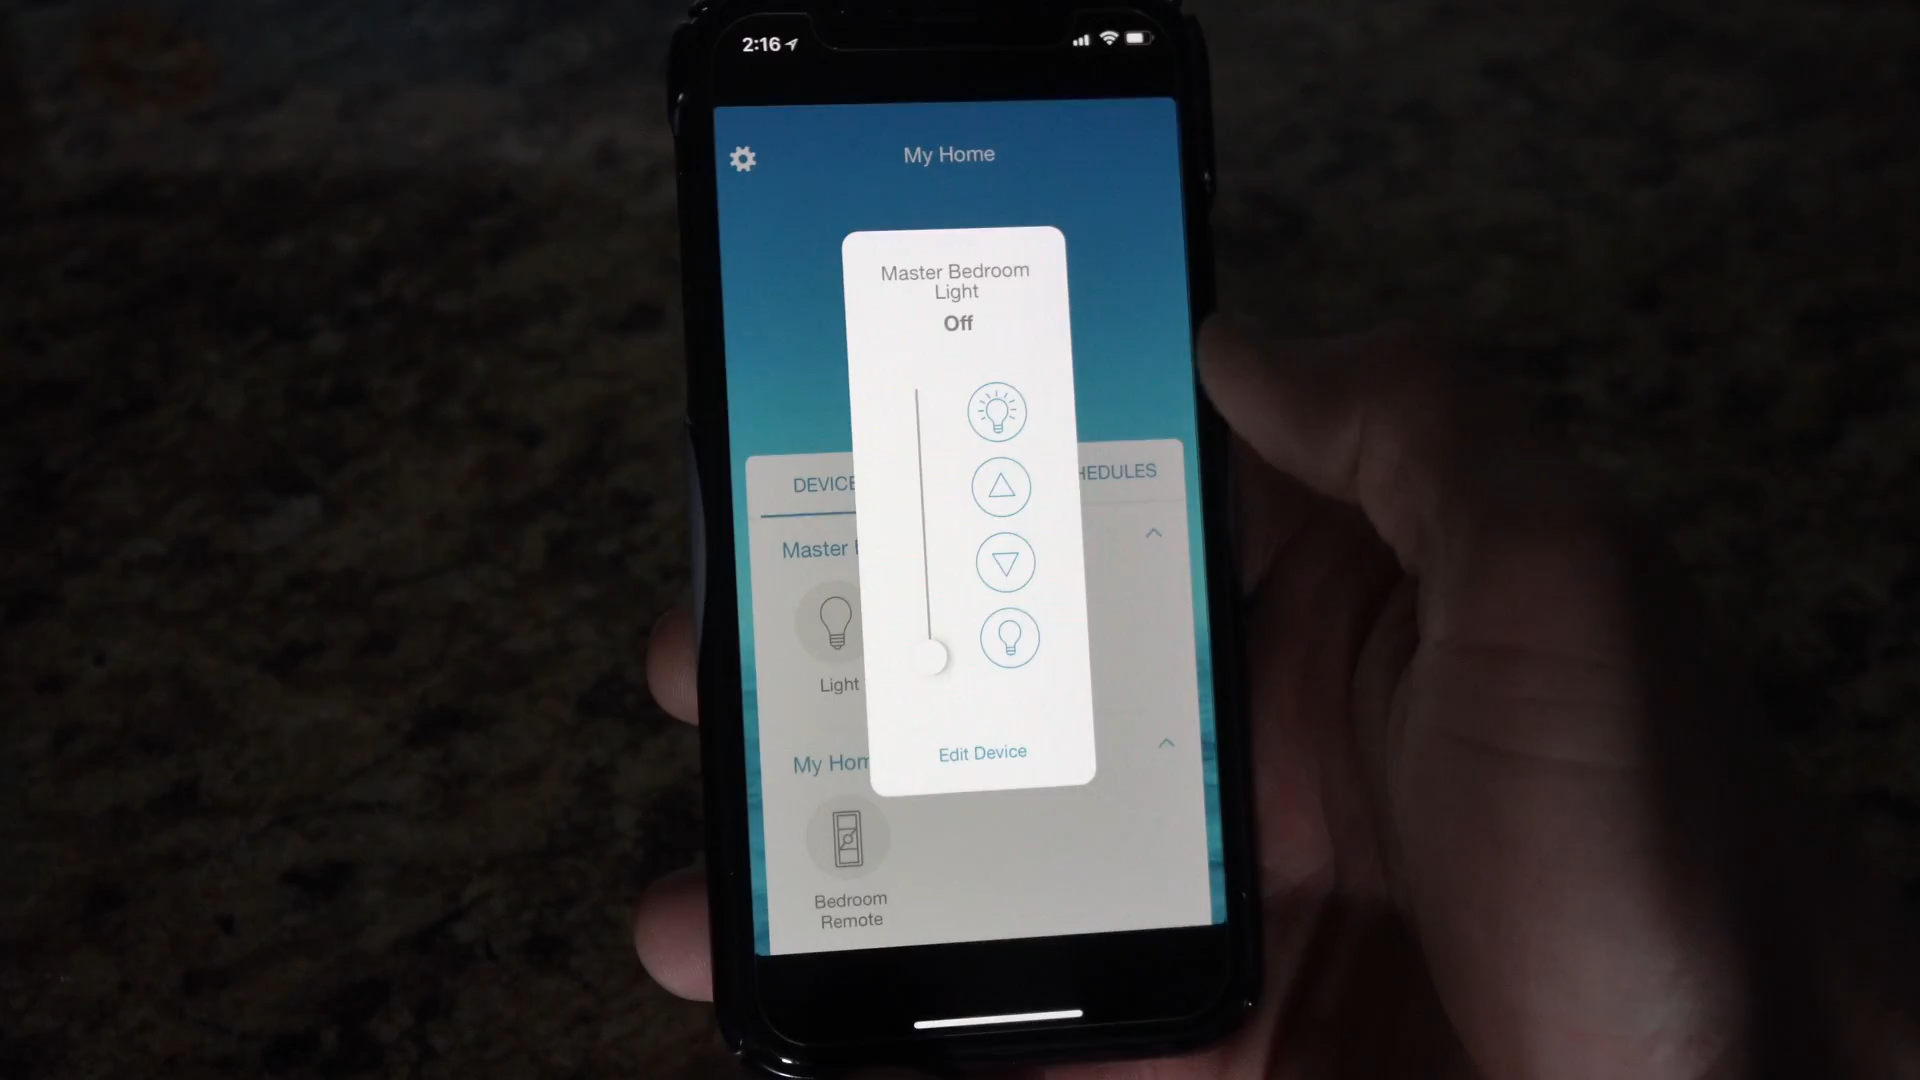 2:16
My Home
Master Bedroom
Light
Off
DEVICE
HEDULES
Master
Light
Edit Device
My Hom
Bedroom
Remote